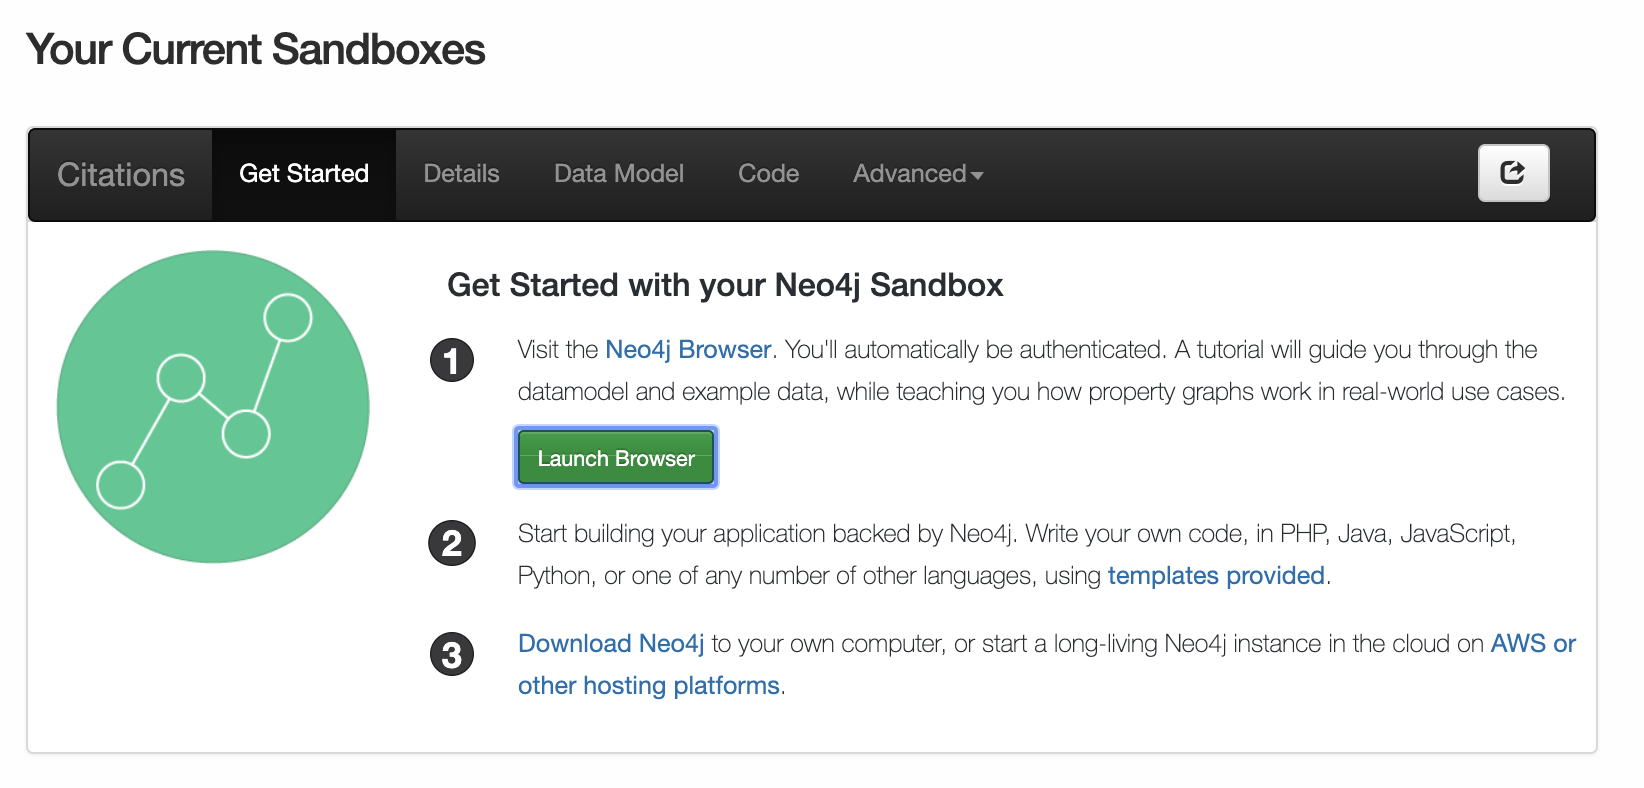 Your Current Sandboxes
Citations Get Started Details Data Model Code Advanced
Get Started with your Neo4j Sandbox
1 Visit the Neo4j Browser. You'll automatically be authenticated. A tutorial will guide you through the
datamodel and example data, while teaching you how property graphs work in real-world use cases.
Launch Browser
2 Start building your application backed by Neo4j. Write your own code, in PHP, Java, JavaScript,
Python, or one of any number of other languages, using templates provided.
3 Download Neo4j to your own computer, or start a long-living Neo4j instance in the cloud on AWS or
other hosting platforms.